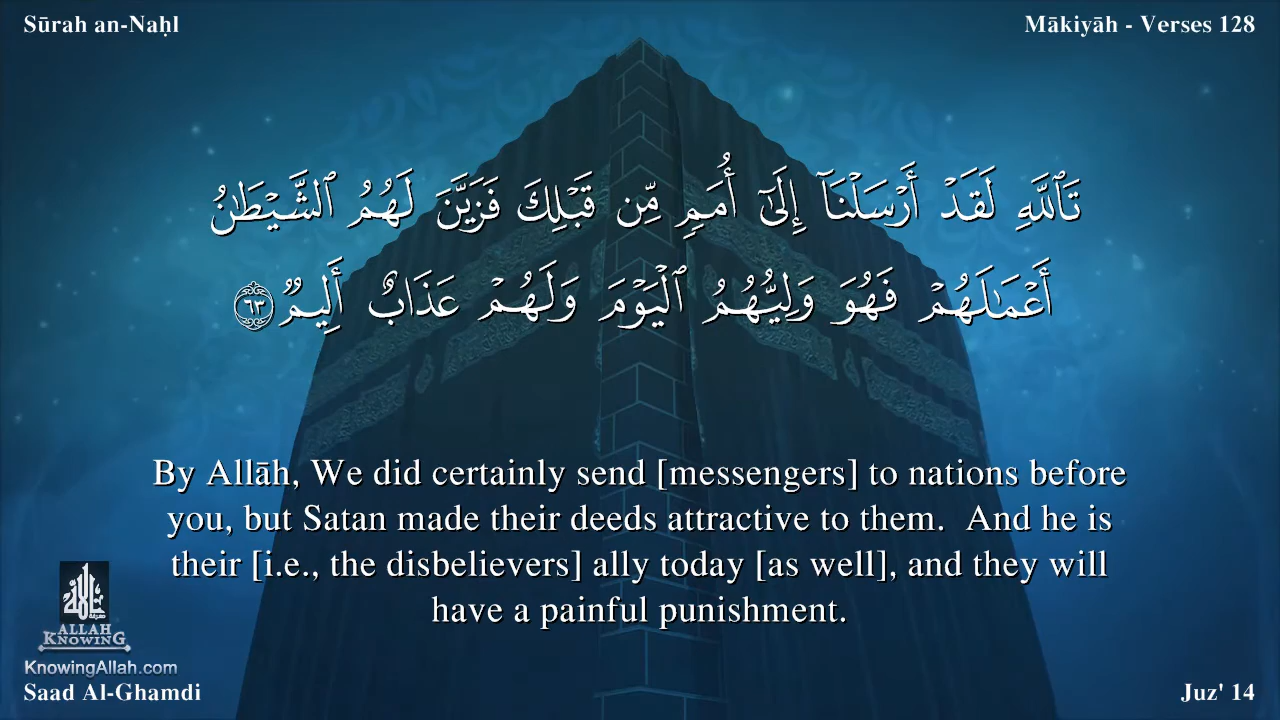 Sūrah an-Naḥl
Mākiyāh - Verses 128
تَٱللَّهِ لَقَدْ أَرْسَلْنَآ إِلَىٰٓ أُمَمٍ مِّن قَبْلِكَ فَزَيَّنَ لَهُمُ ٱلشَّيْطَٰنُ
أَعْمَٰلَهُمْ فَهُوَ وَلِيُّهُمُ ٱلْيَوْمَ وَلَهُمْ عَذَابٌ أَلِيمٌ ٦٣
By Allāh, We did certainly send [messengers] to nations before
you, but Satan made their deeds attractive to them. And he is
their [i.e., the disbelievers] ally today [as well], and they will
have a painful punishment.
ALLAH
KNOWING
KnowingAllah.com
Saad Al-Ghamdi
Juz' 14